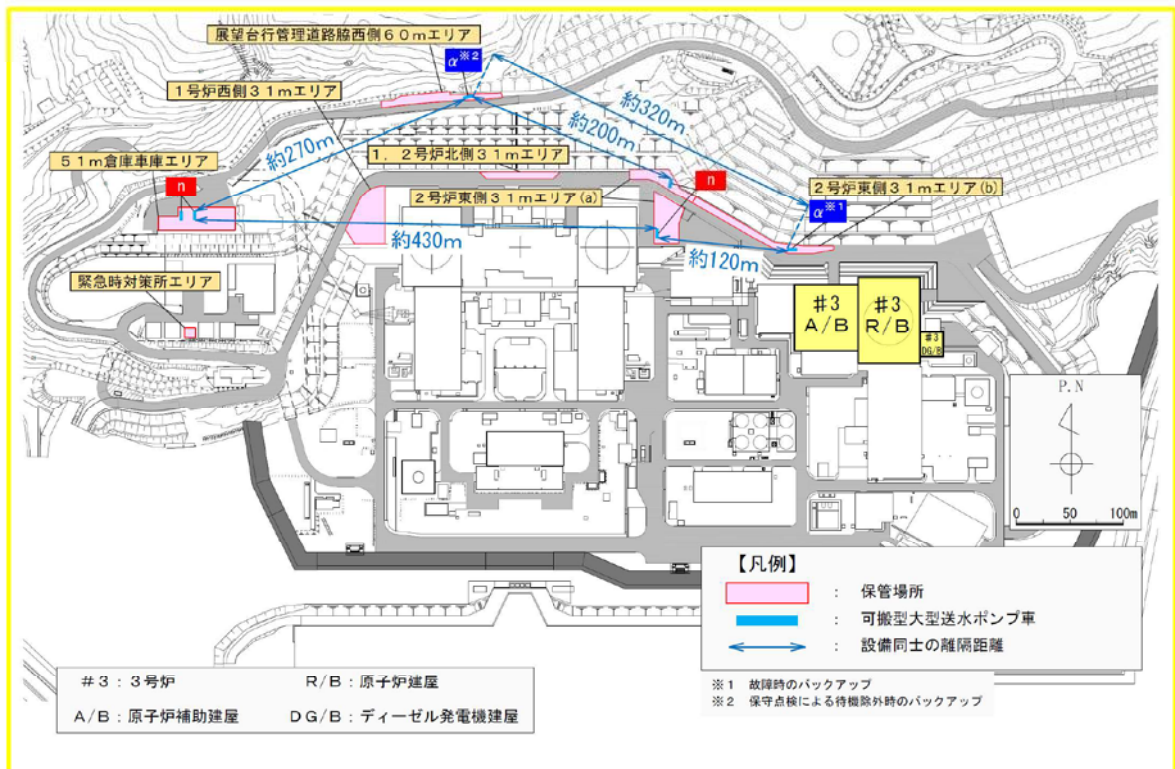 展望台行管理道路脇西側60mエリア
α※2
1号炉西側31mエリア
約320m
約200m
約270m
1,2号炉北側31mエリア
51m倉庫車庫エリア
n
n
2号炉東側31mエリア(b)
2号炉東側31mエリア(a)
α※1
約430m
約120m
緊急時対策所エリア
#3
A/B
#3
R/B
#3
DG/B
P.N
0 50 100m
【凡例】
: 保管場所
: 可搬型大型送水ポンプ車
: 設備同士の離隔距離
※1 故障時のバックアップ
※2 保守点検による待機除外時のバックアップ
#3:3号炉 R/B:原子炉建屋
A/B:原子炉補助建屋 DG/B:ディーゼル発電機建屋